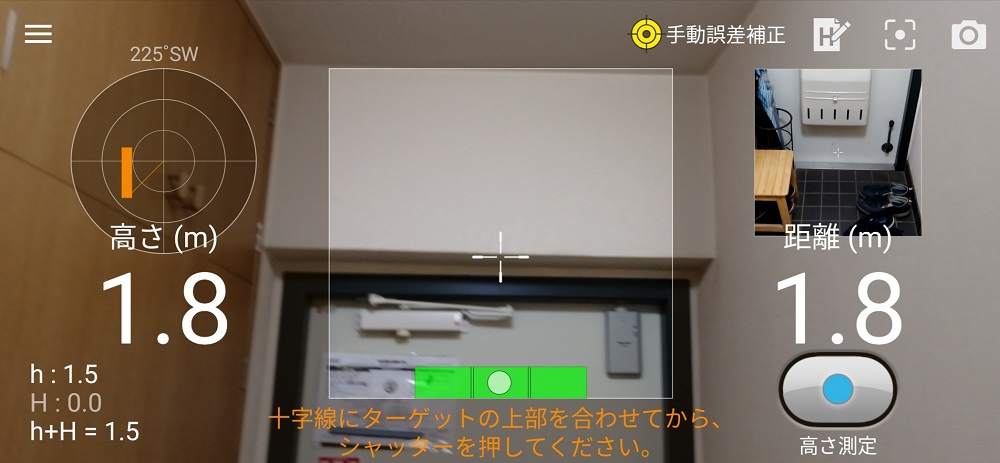 手動誤差補正
H
225°SW
高さ (m)
1.8
h : 1.5
H : 0.0
h+H = 1.5
距離 (m)
1.8
高さ測定
十字線にターゲットの上部を合わせてから、
シャッターを押してください。